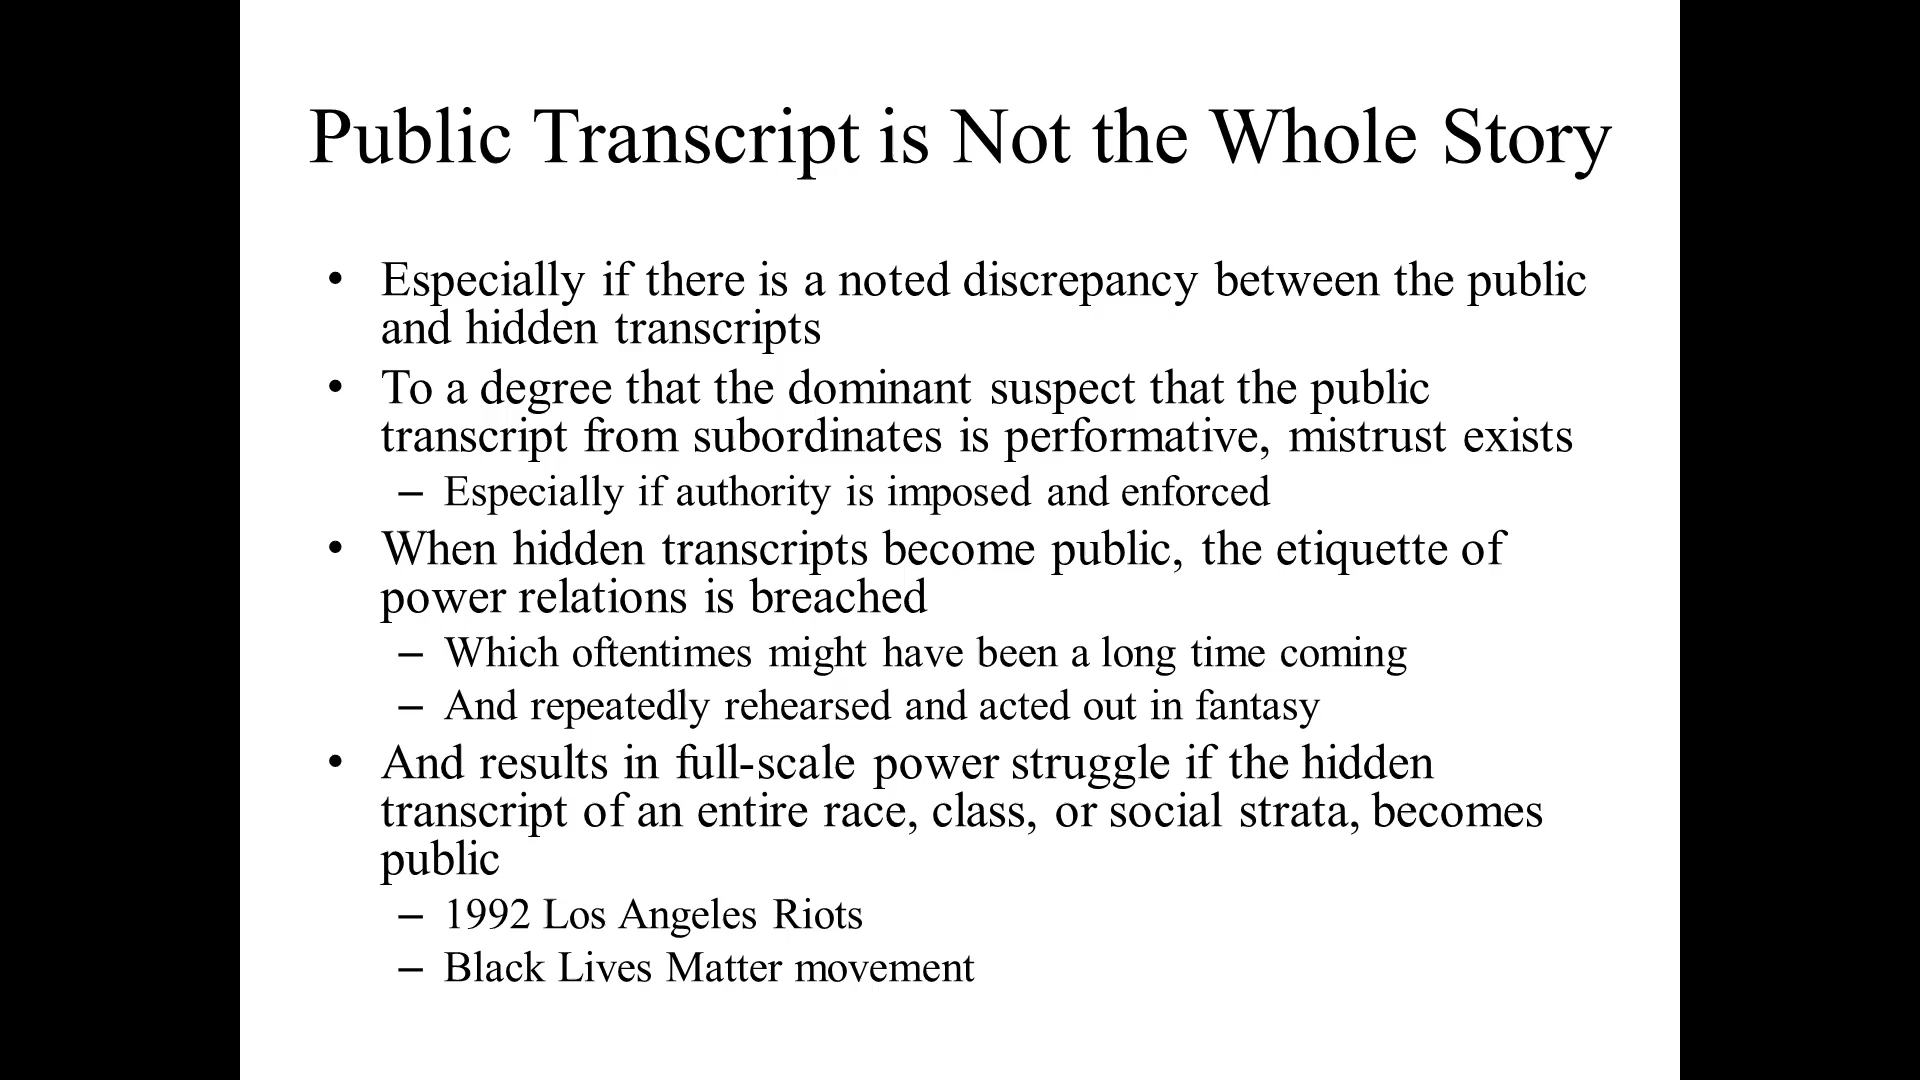 Public Transcript is Not the Whole Story
• Especially if there is a noted discrepancy between the public
and hidden transcripts
• To a degree that the dominant suspect that the public
transcript from subordinates is performative, mistrust exists
– Especially if authority is imposed and enforced
• When hidden transcripts become public, the etiquette of
power relations is breached
– Which oftentimes might have been a long time coming
– And repeatedly rehearsed and acted out in fantasy
• And results in full-scale power struggle if the hidden
transcript of an entire race, class, or social strata, becomes
public
– 1992 Los Angeles Riots
– Black Lives Matter movement